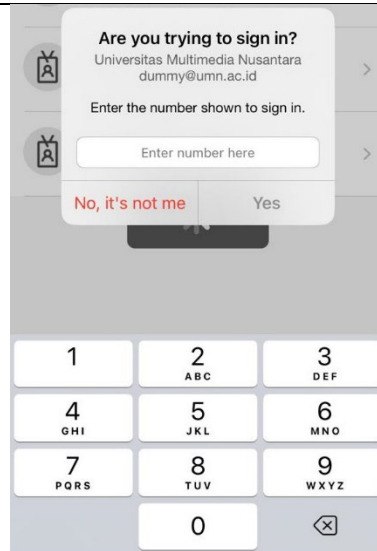 Are you trying to sign in?
Universitas Multimedia Nusantara
dummy@umn.ac.id
Enter the number shown to
sign in.
Enter number here
No, it's not me
Yes
1
2
ABC
3
DEF
4
GHI
5
JKL
6
MNO
7
PQRS
8
TUV
9
WXYZ
0